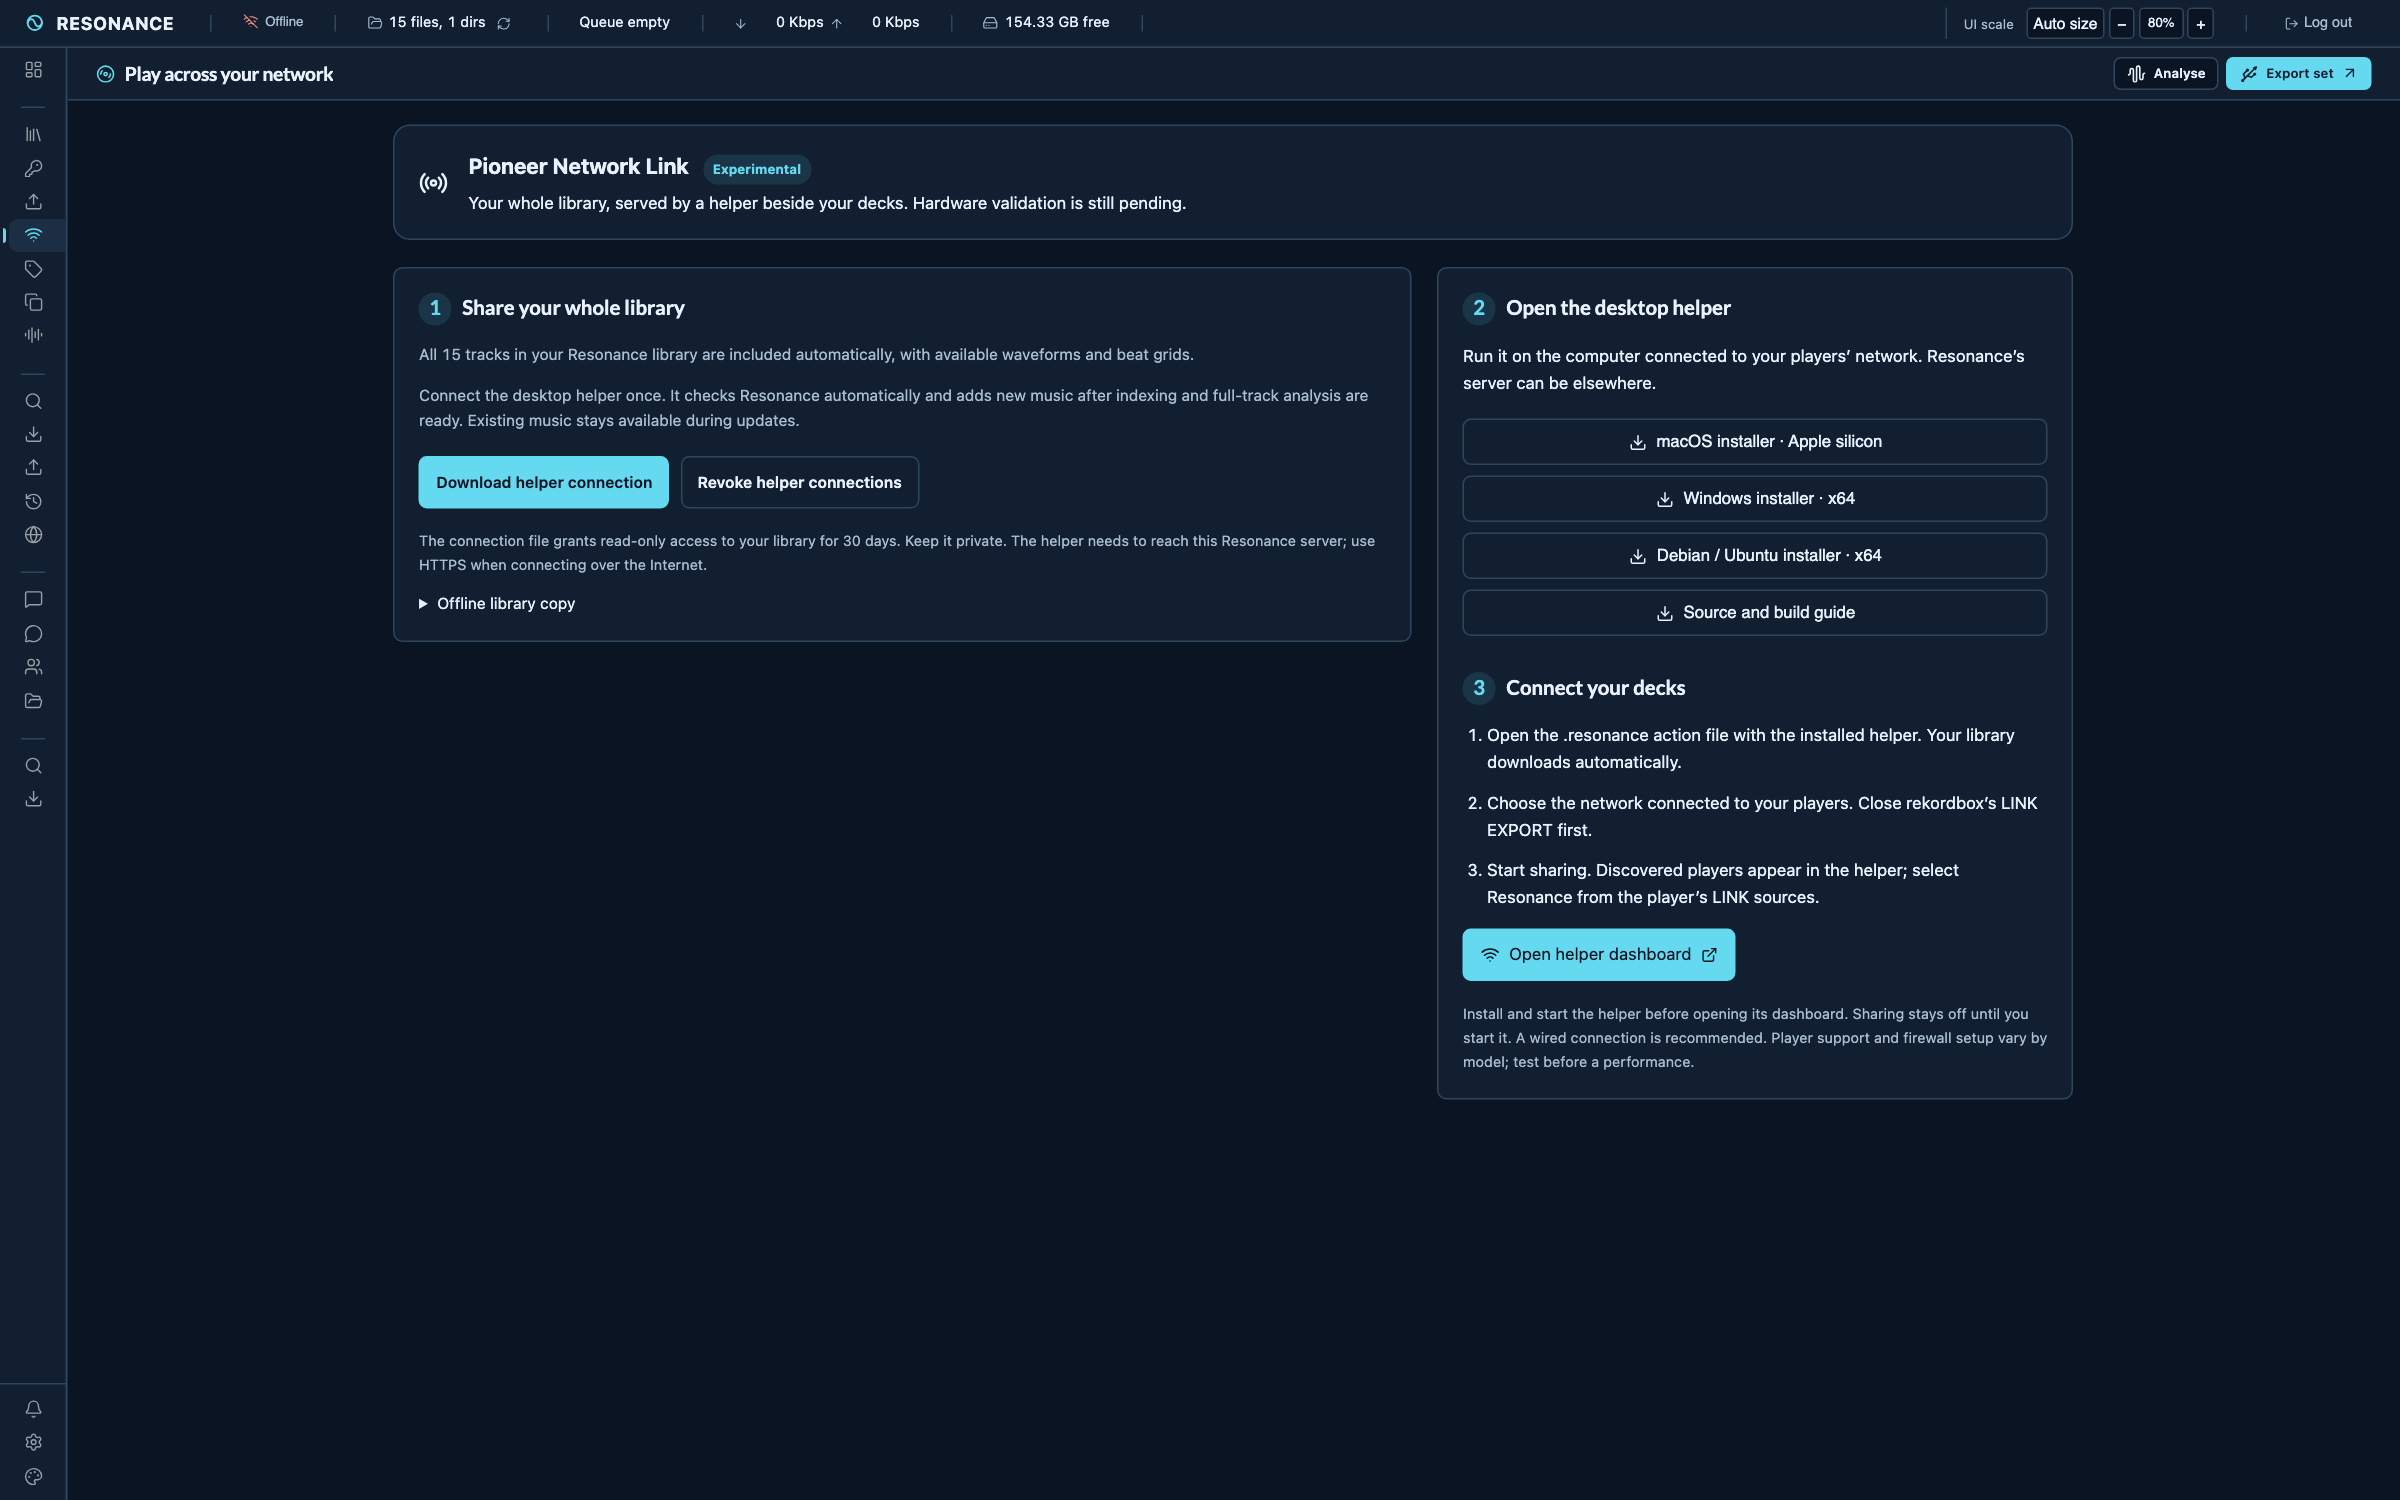 RESONANCE
Offline
15 files, 1 dirs
Queue empty
0 Kbps
0 Kbps
154.33 GB free
UI scale
Auto size
–
80%
+
Log out
Play across your network
Analyse
Export set
Pioneer Network Link
Experimental
Your whole library, served by a helper beside your decks. Hardware validation is still pending.
1 Share your whole library
All 15 tracks in your Resonance library are included automatically, with available waveforms and beat grids.
Connect the desktop helper once. It checks Resonance automatically and adds new music after indexing and full-track analysis are
ready. Existing music stays available during updates.
Download helper connection
Revoke helper connections
The connection file grants read-only access to your library for 30 days. Keep it private. The helper needs to reach this Resonance server; use
HTTPS when connecting over the Internet.
Offline library copy
2 Open the desktop helper
Run it on the computer connected to your players’ network. Resonance’s
server can be elsewhere.
macOS installer · Apple silicon
Windows installer · x64
Debian / Ubuntu installer · x64
Source and build guide
3 Connect your decks
1. Open the .resonance action file with the installed helper. Your library
downloads automatically.
2. Choose the network connected to your players. Close rekordbox’s LINK
EXPORT first.
3. Start sharing. Discovered players appear in the helper; select
Resonance from the player’s LINK sources.
Open helper dashboard
Install and start the helper before opening its dashboard. Sharing stays off until you
start it. A wired connection is recommended. Player support and firewall setup vary by
model; test before a performance.